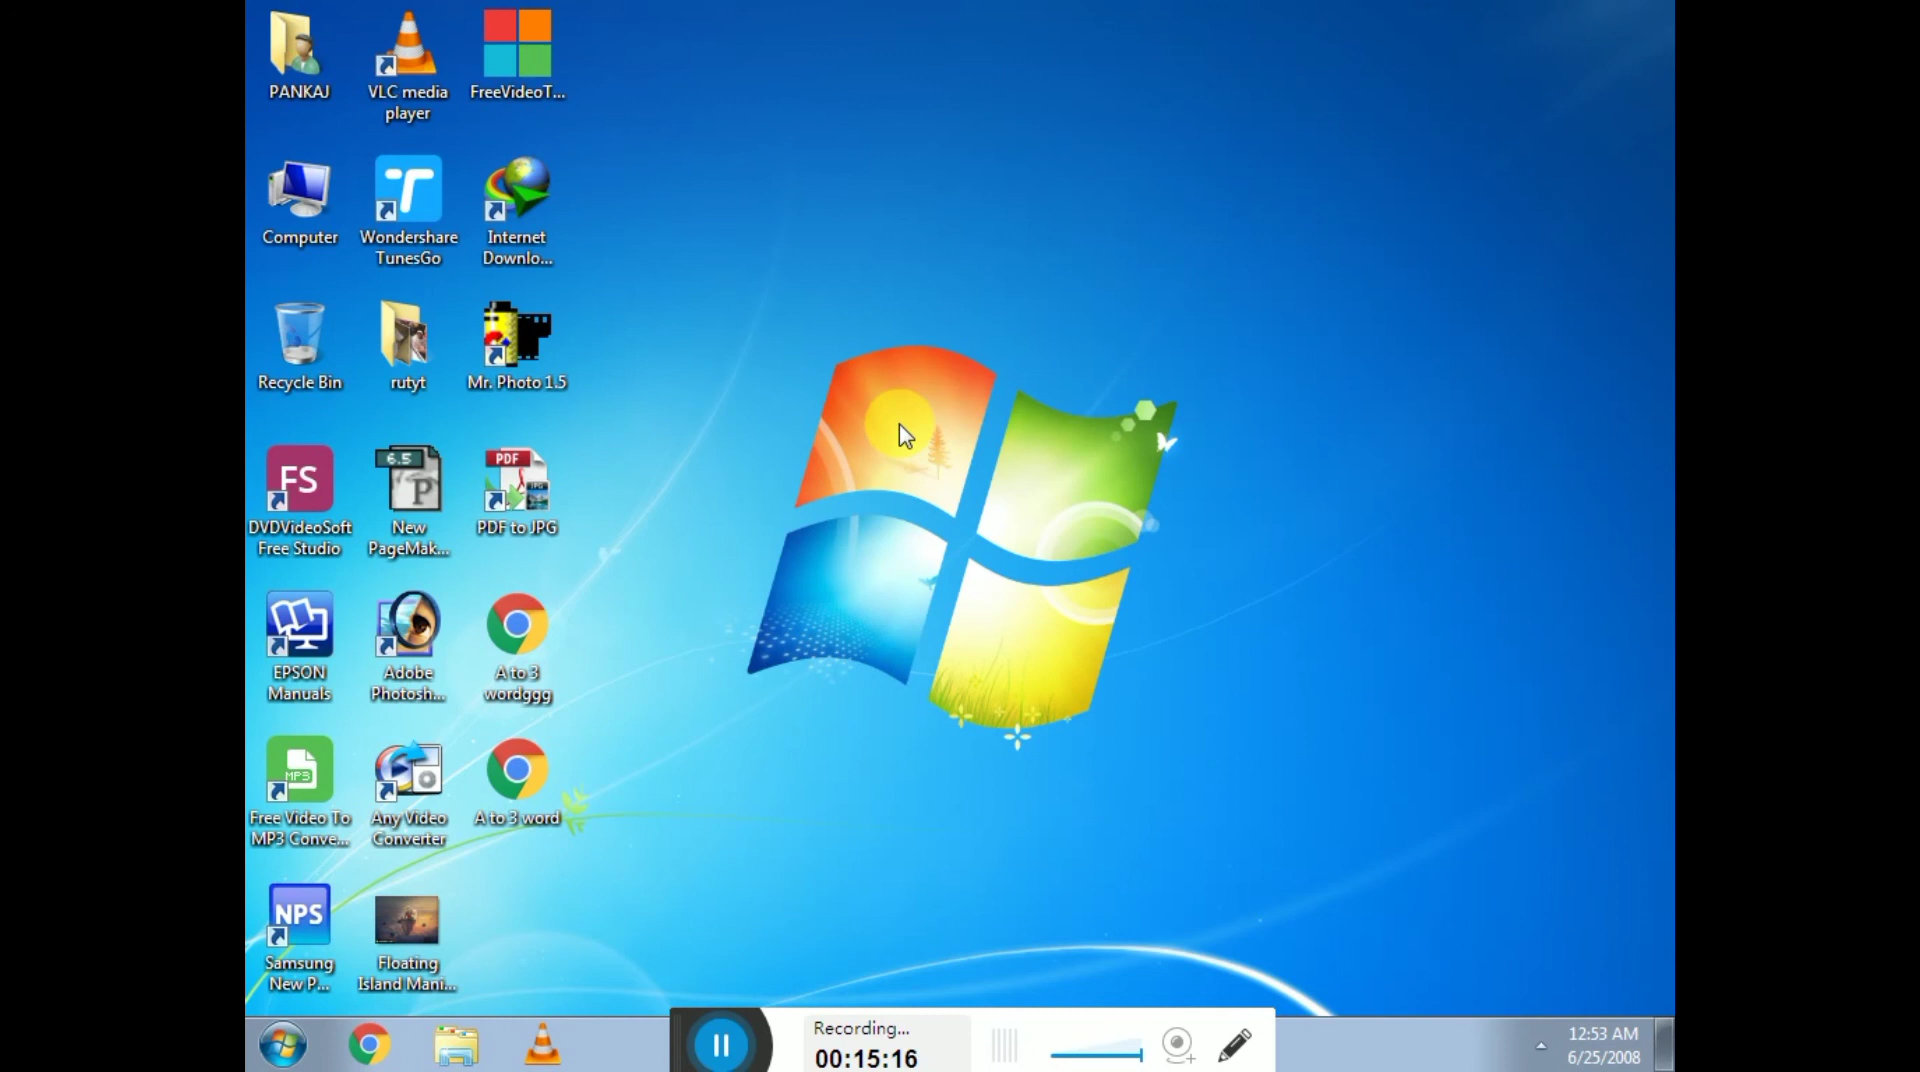 PANKAJ
VLC media
player
FreeVideoT...
Computer
Wondershare
TunesGo
Internet
Downlo...
Recycle Bin
rutyt
Mr. Photo 1.5
FS
DVDVideoSoft
Free Studio
6.5
P
New
PageMak...
PDF
JPG
PDF to JPG
EPSON
Manuals
Adobe
Photosh...
A to 3
wordggg
MP3
Free Video To
MP3 Conve...
Any Video
Converter
A to 3 word
NPS
Samsung
New P...
Floating
Island Mani...
Recording...
00:15:16
12:53 AM
6/25/2008